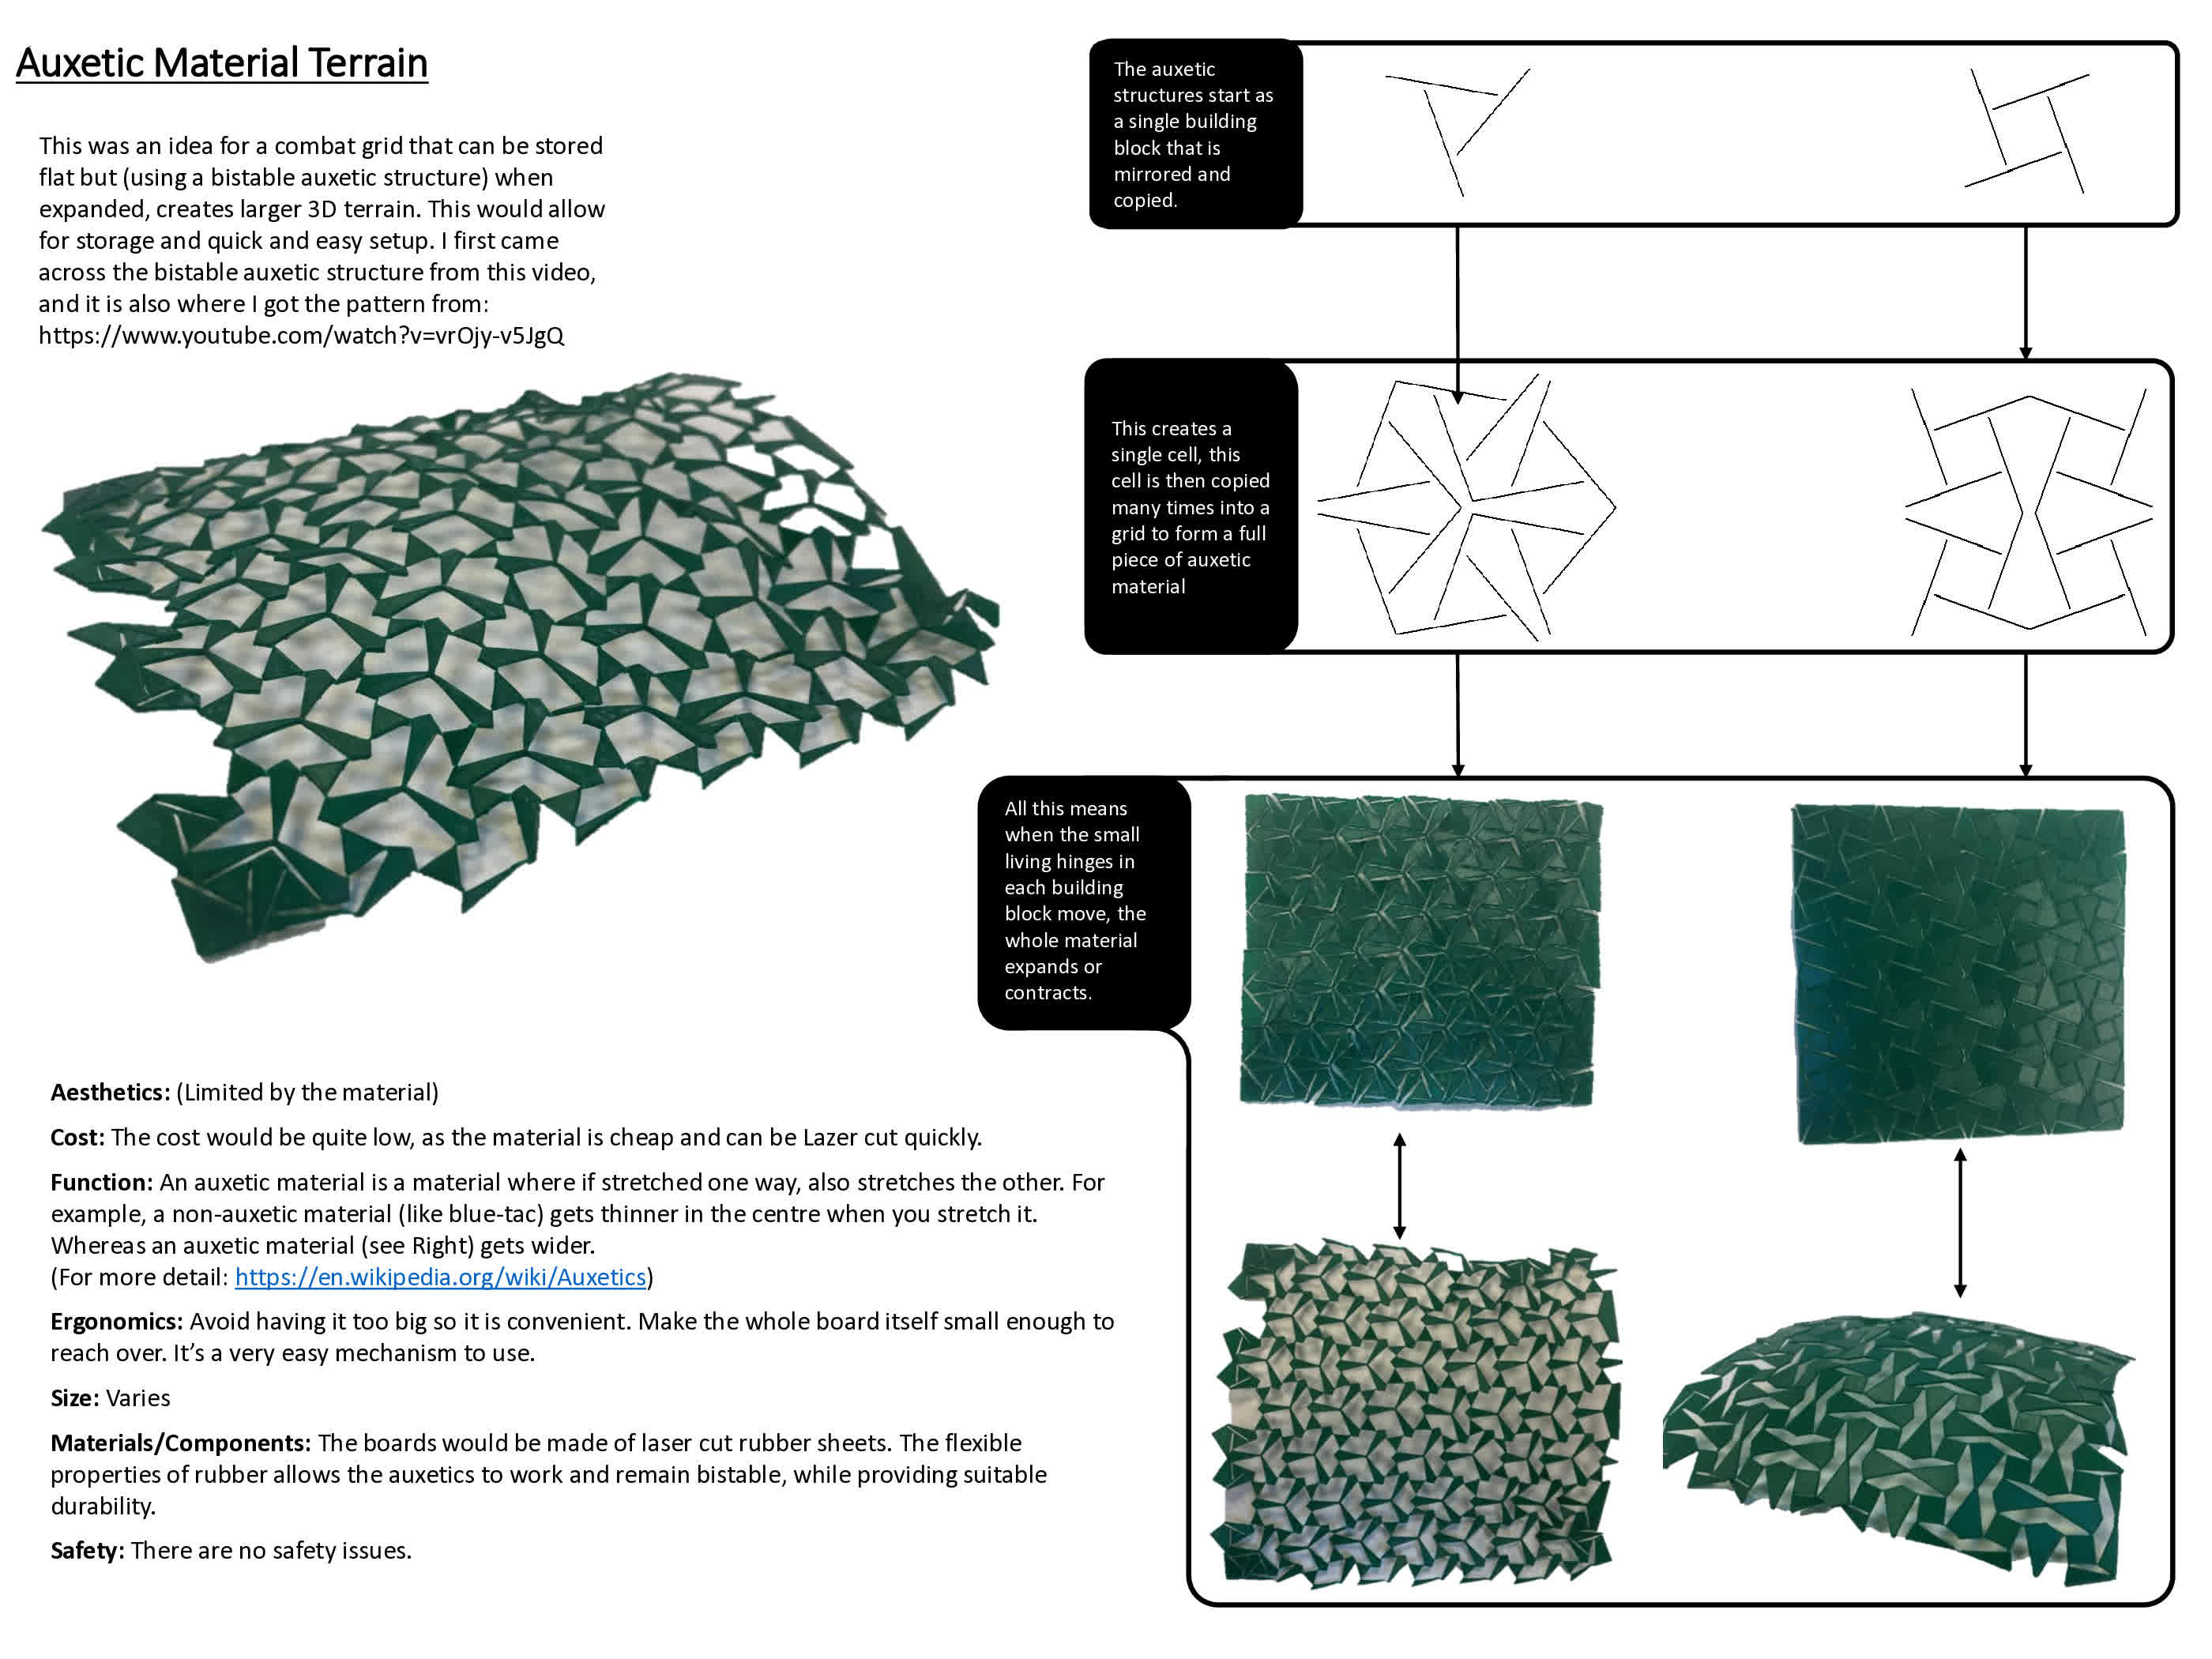 Auxetic Material Terrain
This was an idea for a combat grid that can be stored
flat but (using a bistable auxetic structure) when
expanded, creates larger 3D terrain. This would allow
for storage and quick and easy setup. I first came
across the bistable auxetic structure from this video,
and it is also where I got the pattern from:
https://www.youtube.com/watch?v=vrOjy-v5JgQ
The auxetic
structures start as
a single building
block that is
mirrored and
copied.
This creates a
single cell, this
cell is then copied
many times into a
grid to form a full
piece of auxetic
material
All this means
when the small
living hinges in
each building
block move, the
whole material
expands or
contracts.
Aesthetics: (Limited by the material)
Cost: The cost would be quite low, as the material is cheap and can be Lazer cut quickly.
Function: An auxetic material is a material where if stretched one way, also stretches the other. For
example, a non-auxetic material (like blue-tac) gets thinner in the centre when you stretch it.
Whereas an auxetic material (see Right) gets wider.
(For more detail: https://en.wikipedia.org/wiki/Auxetics)
Ergonomics: Avoid having it too big so it is convenient. Make the whole board itself small enough to
reach over. It’s a very easy mechanism to use.
Size: Varies
Materials/Components: The boards would be made of laser cut rubber sheets. The flexible
properties of rubber allows the auxetics to work and remain bistable, while providing suitable
durability.
Safety: There are no safety issues.